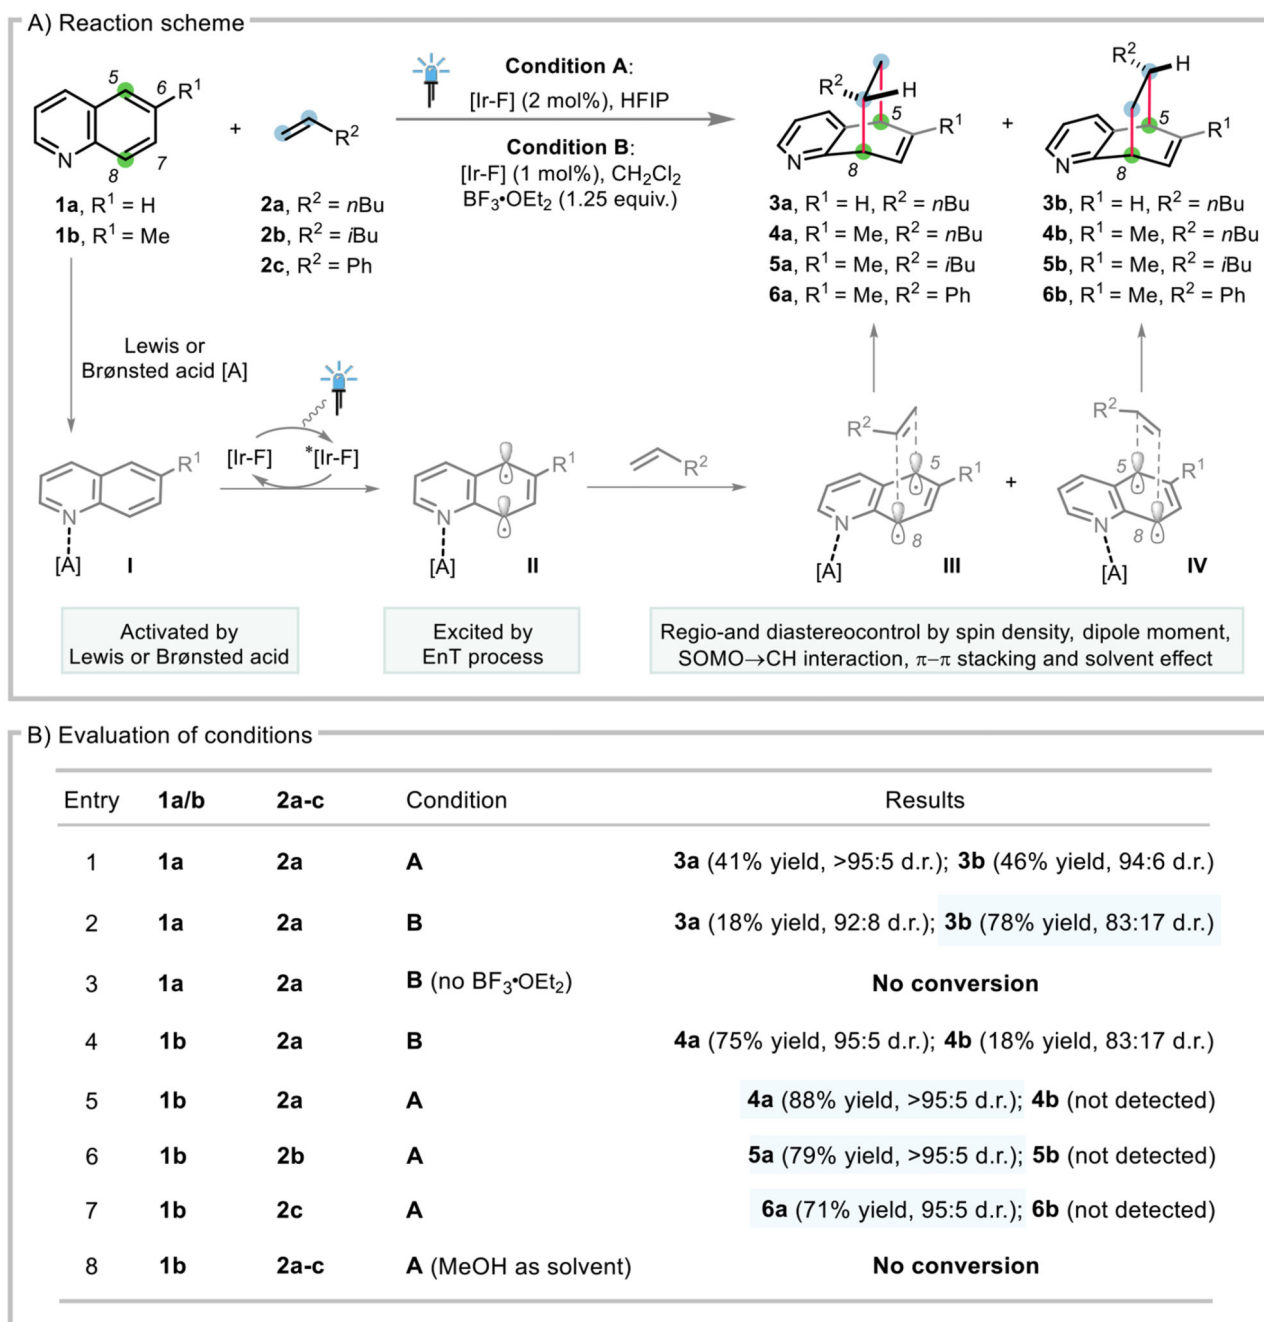 A) Reaction scheme
5
6
R¹
N
8
7
1a, R¹ = H
1b, R¹ = Me
+
R²
2a, R² = nBu
2b, R² = iBu
2c, R² = Ph
Condition A:
[Ir-F] (2 mol%), HFIP
Condition B:
[Ir-F] (1 mol%), CH₂Cl₂
BF₃•OEt₂ (1.25 equiv.)
R²
H
5
R¹
N
8
3a, R¹ = H, R² = nBu
4a, R¹ = Me, R² = nBu
5a, R¹ = Me, R² = iBu
6a, R¹ = Me, R² = Ph
+
R²
H
5
R¹
N
8
3b, R¹ = H, R² = nBu
4b, R¹ = Me, R² = nBu
5b, R¹ = Me, R² = iBu
6b, R¹ = Me, R² = Ph
Lewis or
Brønsted acid [A]
R¹
N
[A]
I
[Ir-F]
*[Ir-F]
R¹
N
[A]
II
R²
R²
5
R¹
N
8
[A]
III
+
R²
5
R¹
N
8
[A]
IV
Activated by
Lewis or Brønsted acid
Excited by
EnT process
Regio-and diastereocontrol by spin density, dipole moment,
SOMO→CH interaction, π−π stacking and solvent effect
B) Evaluation of conditions
Entry 1a/b 2a-c Condition Results
1 1a 2a A 3a (41% yield, >95:5 d.r.); 3b (46% yield, 94:6 d.r.)
2 1a 2a B 3a (18% yield, 92:8 d.r.); 3b (78% yield, 83:17 d.r.)
3 1a 2a B (no BF₃•OEt₂) No conversion
4 1b 2a B 4a (75% yield, 95:5 d.r.); 4b (18% yield, 83:17 d.r.)
5 1b 2a A 4a (88% yield, >95:5 d.r.); 4b (not detected)
6 1b 2b A 5a (79% yield, >95:5 d.r.); 5b (not detected)
7 1b 2c A 6a (71% yield, 95:5 d.r.); 6b (not detected)
8 1b 2a-c A (MeOH as solvent) No conversion